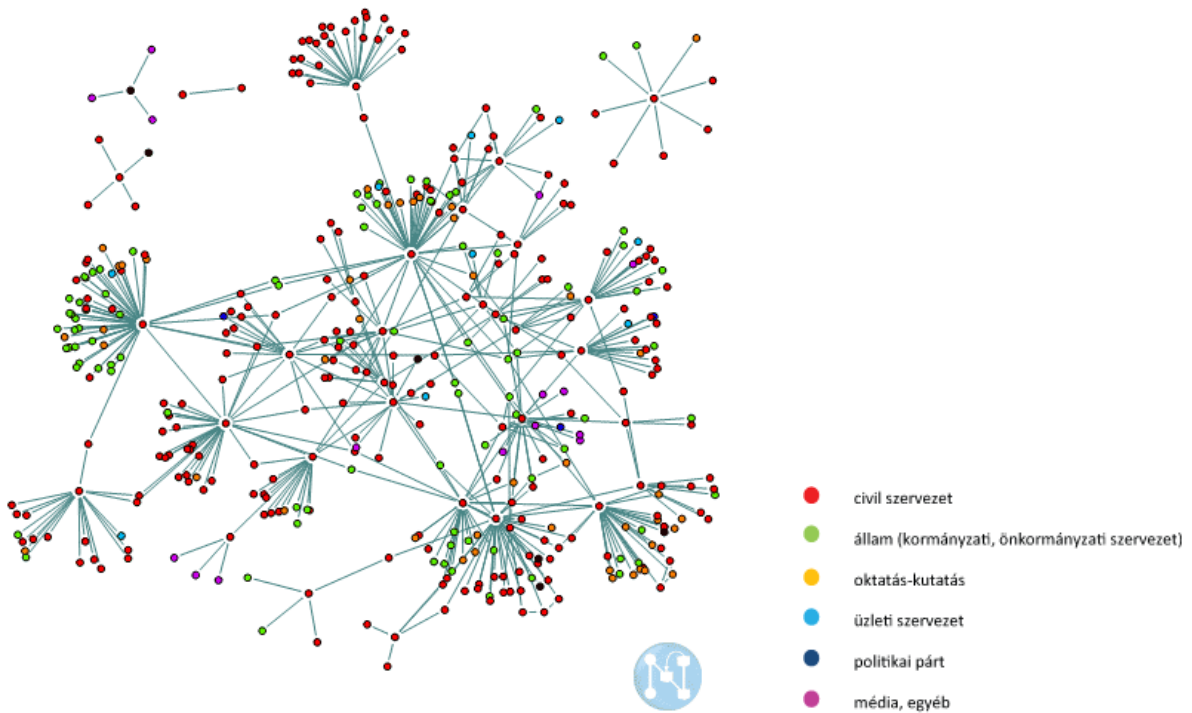 civil szervezet
állam (kormányzati, önkormányzati szervezet)
oktatás-kutatás
üzleti szervezet
politikai párt
média, egyéb